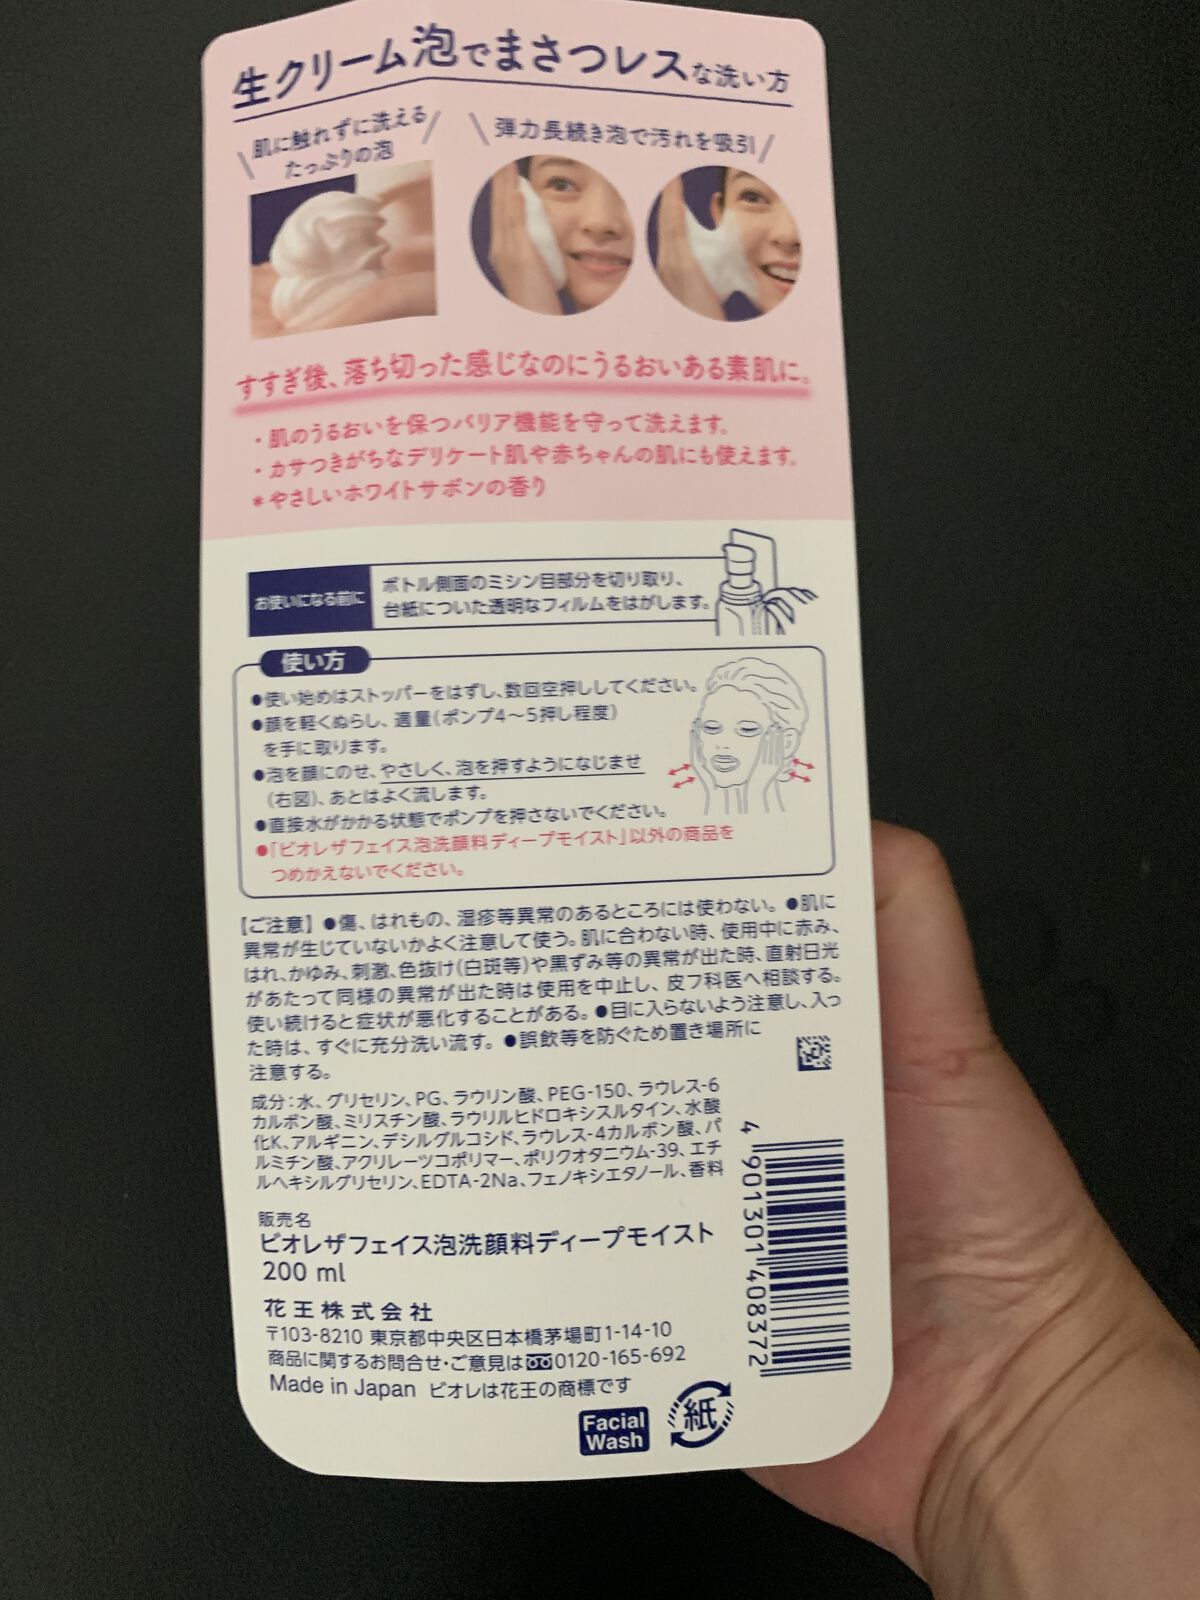 生クリーム泡でまさつレスな洗い方
肌に触れずに洗える
たっぷりの泡
弾力長続き泡で汚れを吸引
すすぎ後、落ち切った感じなのにうるおいある素肌に。
・肌のうるおいを保つバリア機能を守って洗えます。
・カサつきがちなデリケート肌や赤ちゃんの肌にも使えます。
*やさしいホワイトサボンの香り
お使いになる前に
ボトル側面のミシン目部分を切り取り、
台紙についた透明なフィルムをはがします。
使い方
●使い始めはストッパーをはずし、数回空押ししてください。
●顔を軽くぬらし、適量(ポンプ4〜5押し程度)
を手に取ります。
●泡を顔にのせ、やさしく、泡を押すようになじませ
(右図)、あとはよく流します。
●直接水がかかる状態でポンプを押さないでください。
●「ビオレザフェイス泡洗顔料ディープモイスト」以外の商品を
つめかえないでください。
【ご注意】●傷、はれもの、湿疹等異常のあるところには使わない。●肌に
異常が生じていないかよく注意して使う。肌に合わない時、使用中に赤み、
はれ、かゆみ、刺激、色抜け(白斑等)や黒ずみ等の異常が出た時、直射日光
があたって同様の異常が出た時は使用を中止し、皮フ科医へ相談する。
使い続けると症状が悪化することがある。●目に入らないよう注意し、入っ
た時は、すぐに充分洗い流す。●誤飲等を防ぐため置き場所に
注意する。
成分:水、グリセリン、PG、ラウリン酸、PEG-150、ラウレス-6
カルボン酸、ミリスチン酸、ラウリルヒドロキシスルタイン、水酸
化K、アルギニン、デシルグルコシド、ラウレス-4カルボン酸、パ
ルミチン酸、アクリレーツコポリマー、ポリクオタニウム-39、エチ
ルヘキシルグリセリン、EDTA-2Na、フェノキシエタノール、香料
販売名
ビオレザフェイス泡洗顔料ディープモイスト
200 ml
花王株式会社
〒103-8210 東京都中央区日本橋茅場町1-14-10
商品に関するお問合せ・ご意見は 0120-165-692
Made in Japan ビオレは花王の商標です
Facial
Wash
紙
4 901301 408372